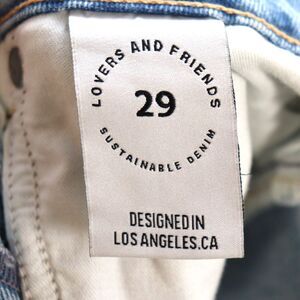 LOVERS AND FRIENDS
29
SUSTAINABLE DENIM
DESIGNED IN
LOS ANGELES.CA